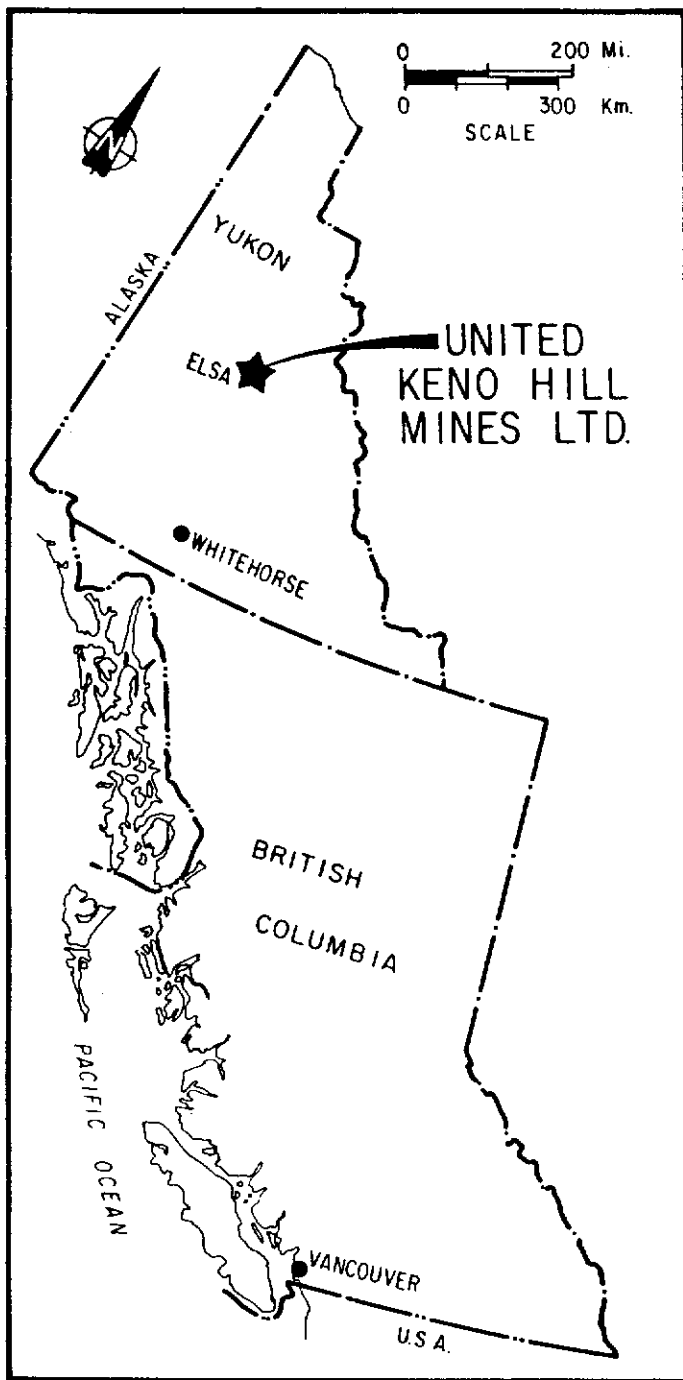 0 200 Mi.
0 300 Km.
SCALE
N
YUKON
ALASKA
ELSA
UNITED
KENO HILL
MINES LTD.
WHITEHORSE
BRITISH
COLUMBIA
PACIFIC OCEAN
VANCOUVER
U.S.A.